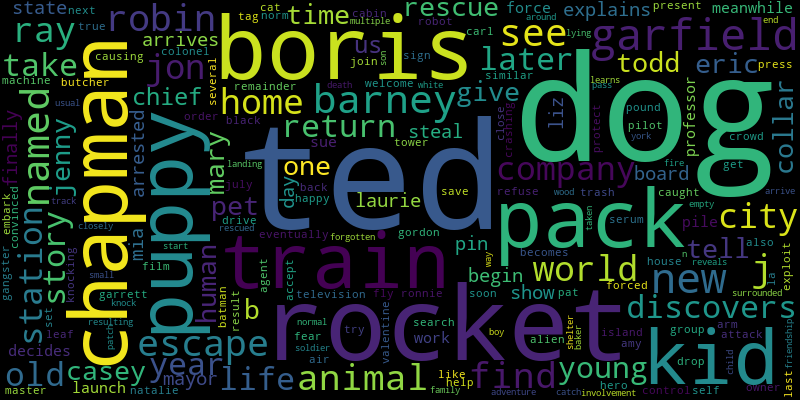 state next true
robin
ray
take
arrives
chief
boris
cat norm cabin
tag around
colonel
multiple
robot
carl
join son sign
time
us
rescue
force
explains
present meanwhile
see
garfield
todd
eric
press
end
lying
machine
butcher
causing
several
jon
home
barney
later
give
return
steal
similar
dog
liz
pound
pilot
york
crowd
get
professor
collar
board
fire
chapman
puppy
named
jenny
story
station
finally
convinced
embark
gangster
arrested
mary
order
black
remainder
welcome
white
death
usual
learns
pass
close
crashing
protect
tower
sue
july
landing
one
day
back
happy
save
laurie
ted
pet
company
refuse
wood
trash
caught
pile
city
arrive
human
mia
drive
rescued
track
closely
start
film
small
knocking
set
leaf
knock
patch
garrett
resulting
eventually
forgotten
gordon
pin
pack
taken
serum
empty
tell
also
j
la
exploit
train
begin
world
becomes
house
reveals
new
surrounded
discovers
escape
b
batman
result
agent
accept
television
fly ronnie
soon
show
pat
forced
n
year
decides
old
casey
mayor
life
fear
normal
soldier
air
try
search
work
valentine
rocket
way
alien
boy
find
island
amy
shelter
baker
young
hero
group
drop
arm
attack
kid
child
friendship
last
owner
master
launch
natalie
animal
like
help
family
adventure
catch
involvement
control
self